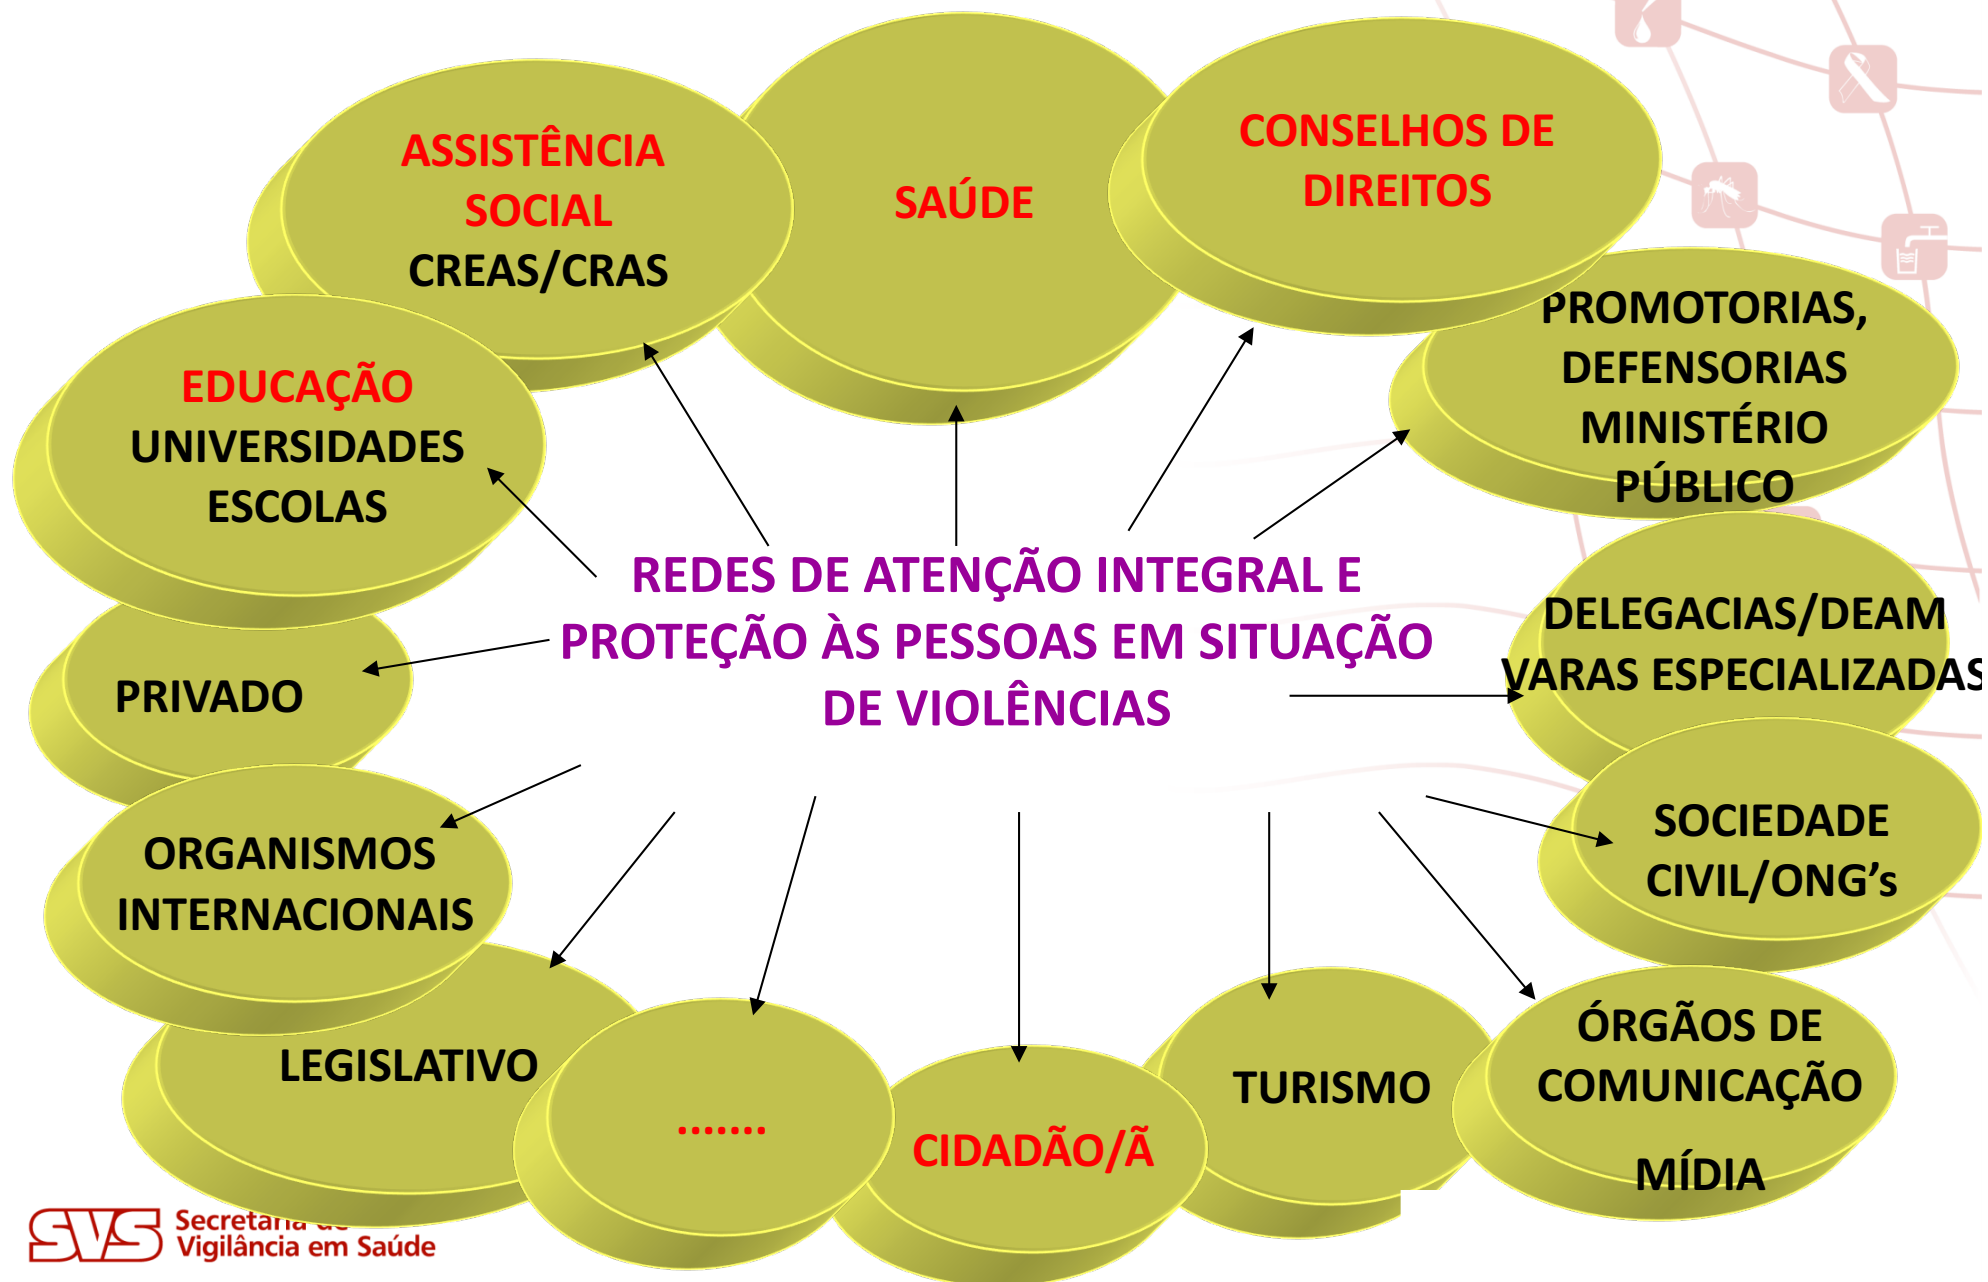 ASSISTÊNCIA
SOCIAL
CREAS/CRAS
SAÚDE
CONSELHOS DE
DIREITOS
PROMOTORIAS,
DEFENSORIAS
MINISTÉRIO
PÚBLICO
EDUCAÇÃO
UNIVERSIDADES
ESCOLAS
REDES DE ATENÇÃO INTEGRAL E
PROTEÇÃO ÀS PESSOAS EM SITUAÇÃO
DE VIOLÊNCIAS
DELEGACIAS/DEAM
VARAS ESPECIALIZADAS
PRIVADO
SOCIEDADE
CIVIL/ONG’s
ORGANISMOS
INTERNACIONAIS
LEGISLATIVO
.......
CIDADÃO/Ã
TURISMO
ÓRGÃOS DE
COMUNICAÇÃO
MÍDIA
SVS
Secretaria de
Vigilância em Saúde